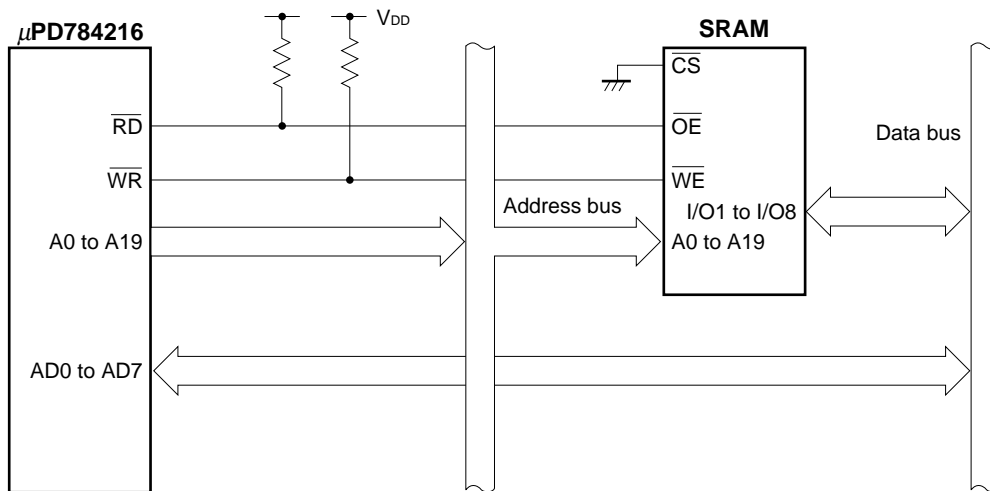 μPD784216
VDD
SRAM
CS
RD
OE
Data bus
WR
WE
Address bus
I/O1 to I/O8
A0 to A19
A0 to A19
AD0 to AD7